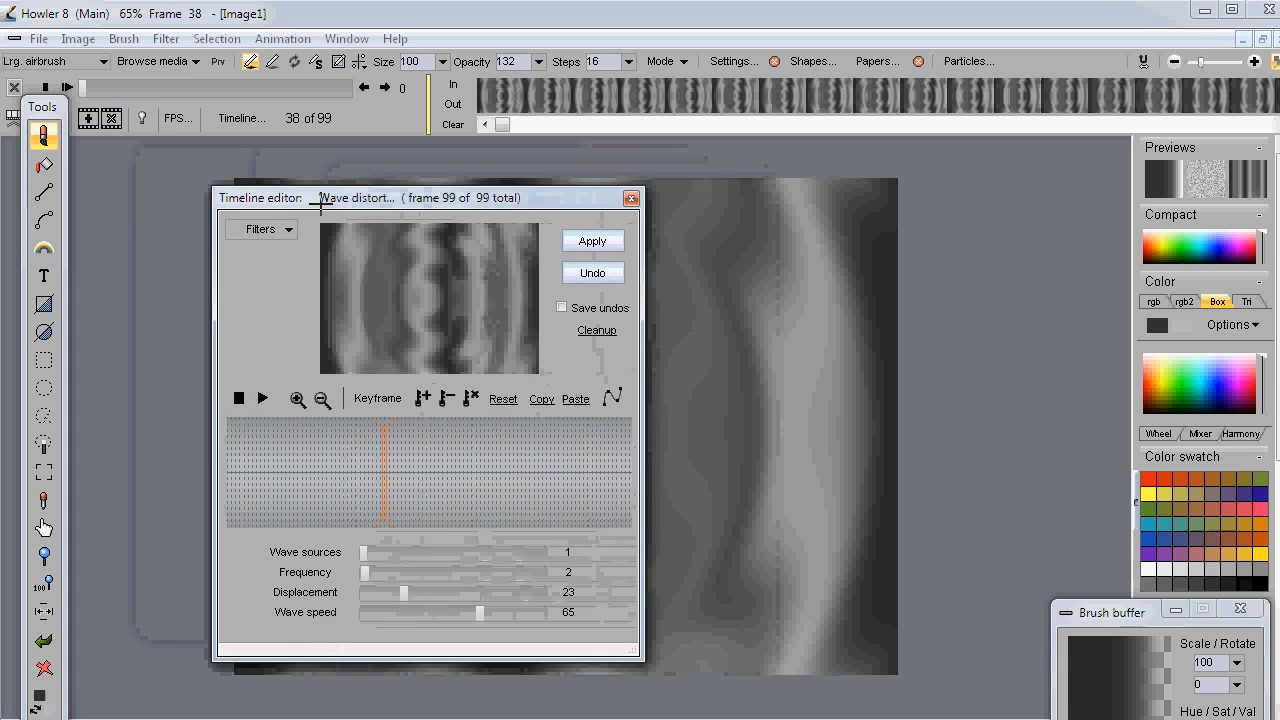 Howler 8 (Main) 65% Frame 38 - [Image1]
File Image Brush Filter Selection Animation Window Help
Lrg. airbrush Browse media Prv Size 100 Opacity 132 Step 16 Mode Settings... Shapes... Papers... Particles...
0 In
Out
Clear
FPS... Timeline... 38 of 99
Tools
T
100
Timeline editor: Wave distort... ( frame 99 of 99 total)
Filters
Apply
Undo
Save undos
Cleanup
Keyframe Reset Copy Paste
Wave sources 1
Frequency 2
Displacement 23
Wave speed 65
Previews -
Compact -
Color -
rgb rgb2 Box Tri
Options
Wheel Mixer Harmony
Color swatch -
Brush buffer
Scale / Rotate
100
0
Hue / Sat / Val